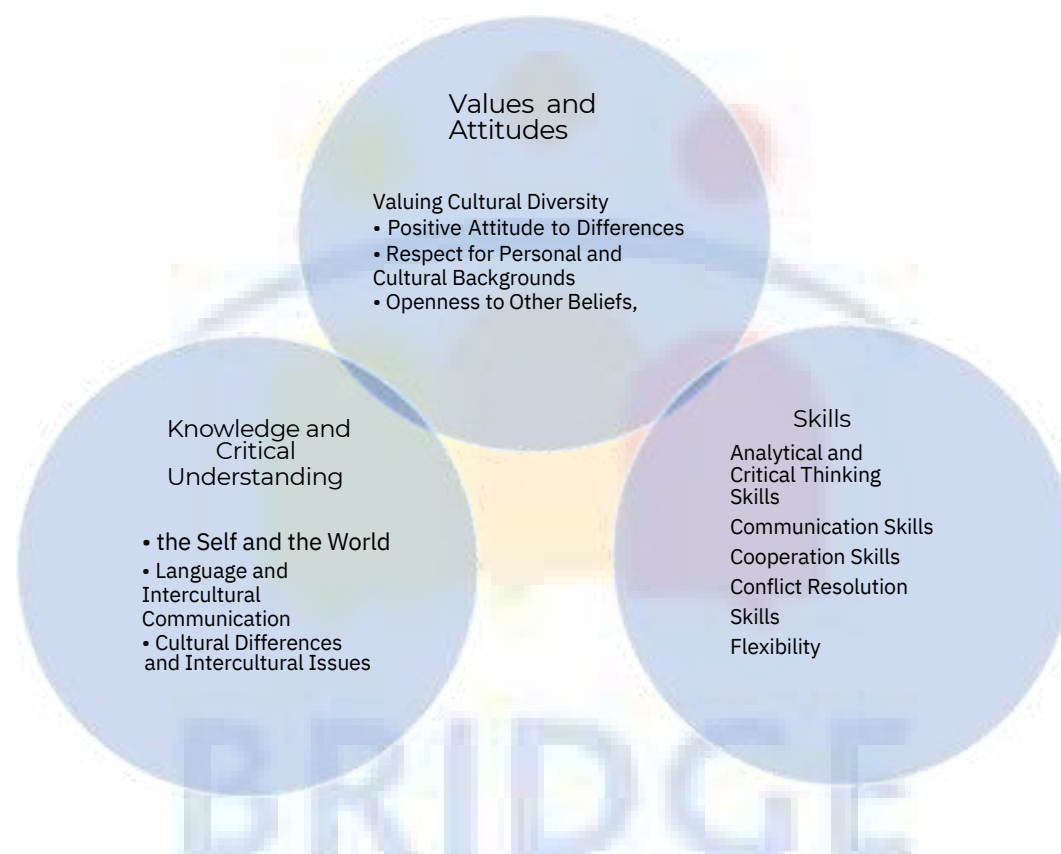 Values and
Attitudes
Valuing Cultural Diversity
• Positive Attitude to Differences
• Respect for Personal and
Cultural Backgrounds
• Openness to Other Beliefs,
Knowledge and
Critical
Understanding
• the Self and the World
• Language and
Intercultural
Communication
• Cultural Differences
and Intercultural Issues
Skills
Analytical and
Critical Thinking
Skills
Communication Skills
Cooperation Skills
Conflict Resolution
Skills
Flexibility
BRIDGE